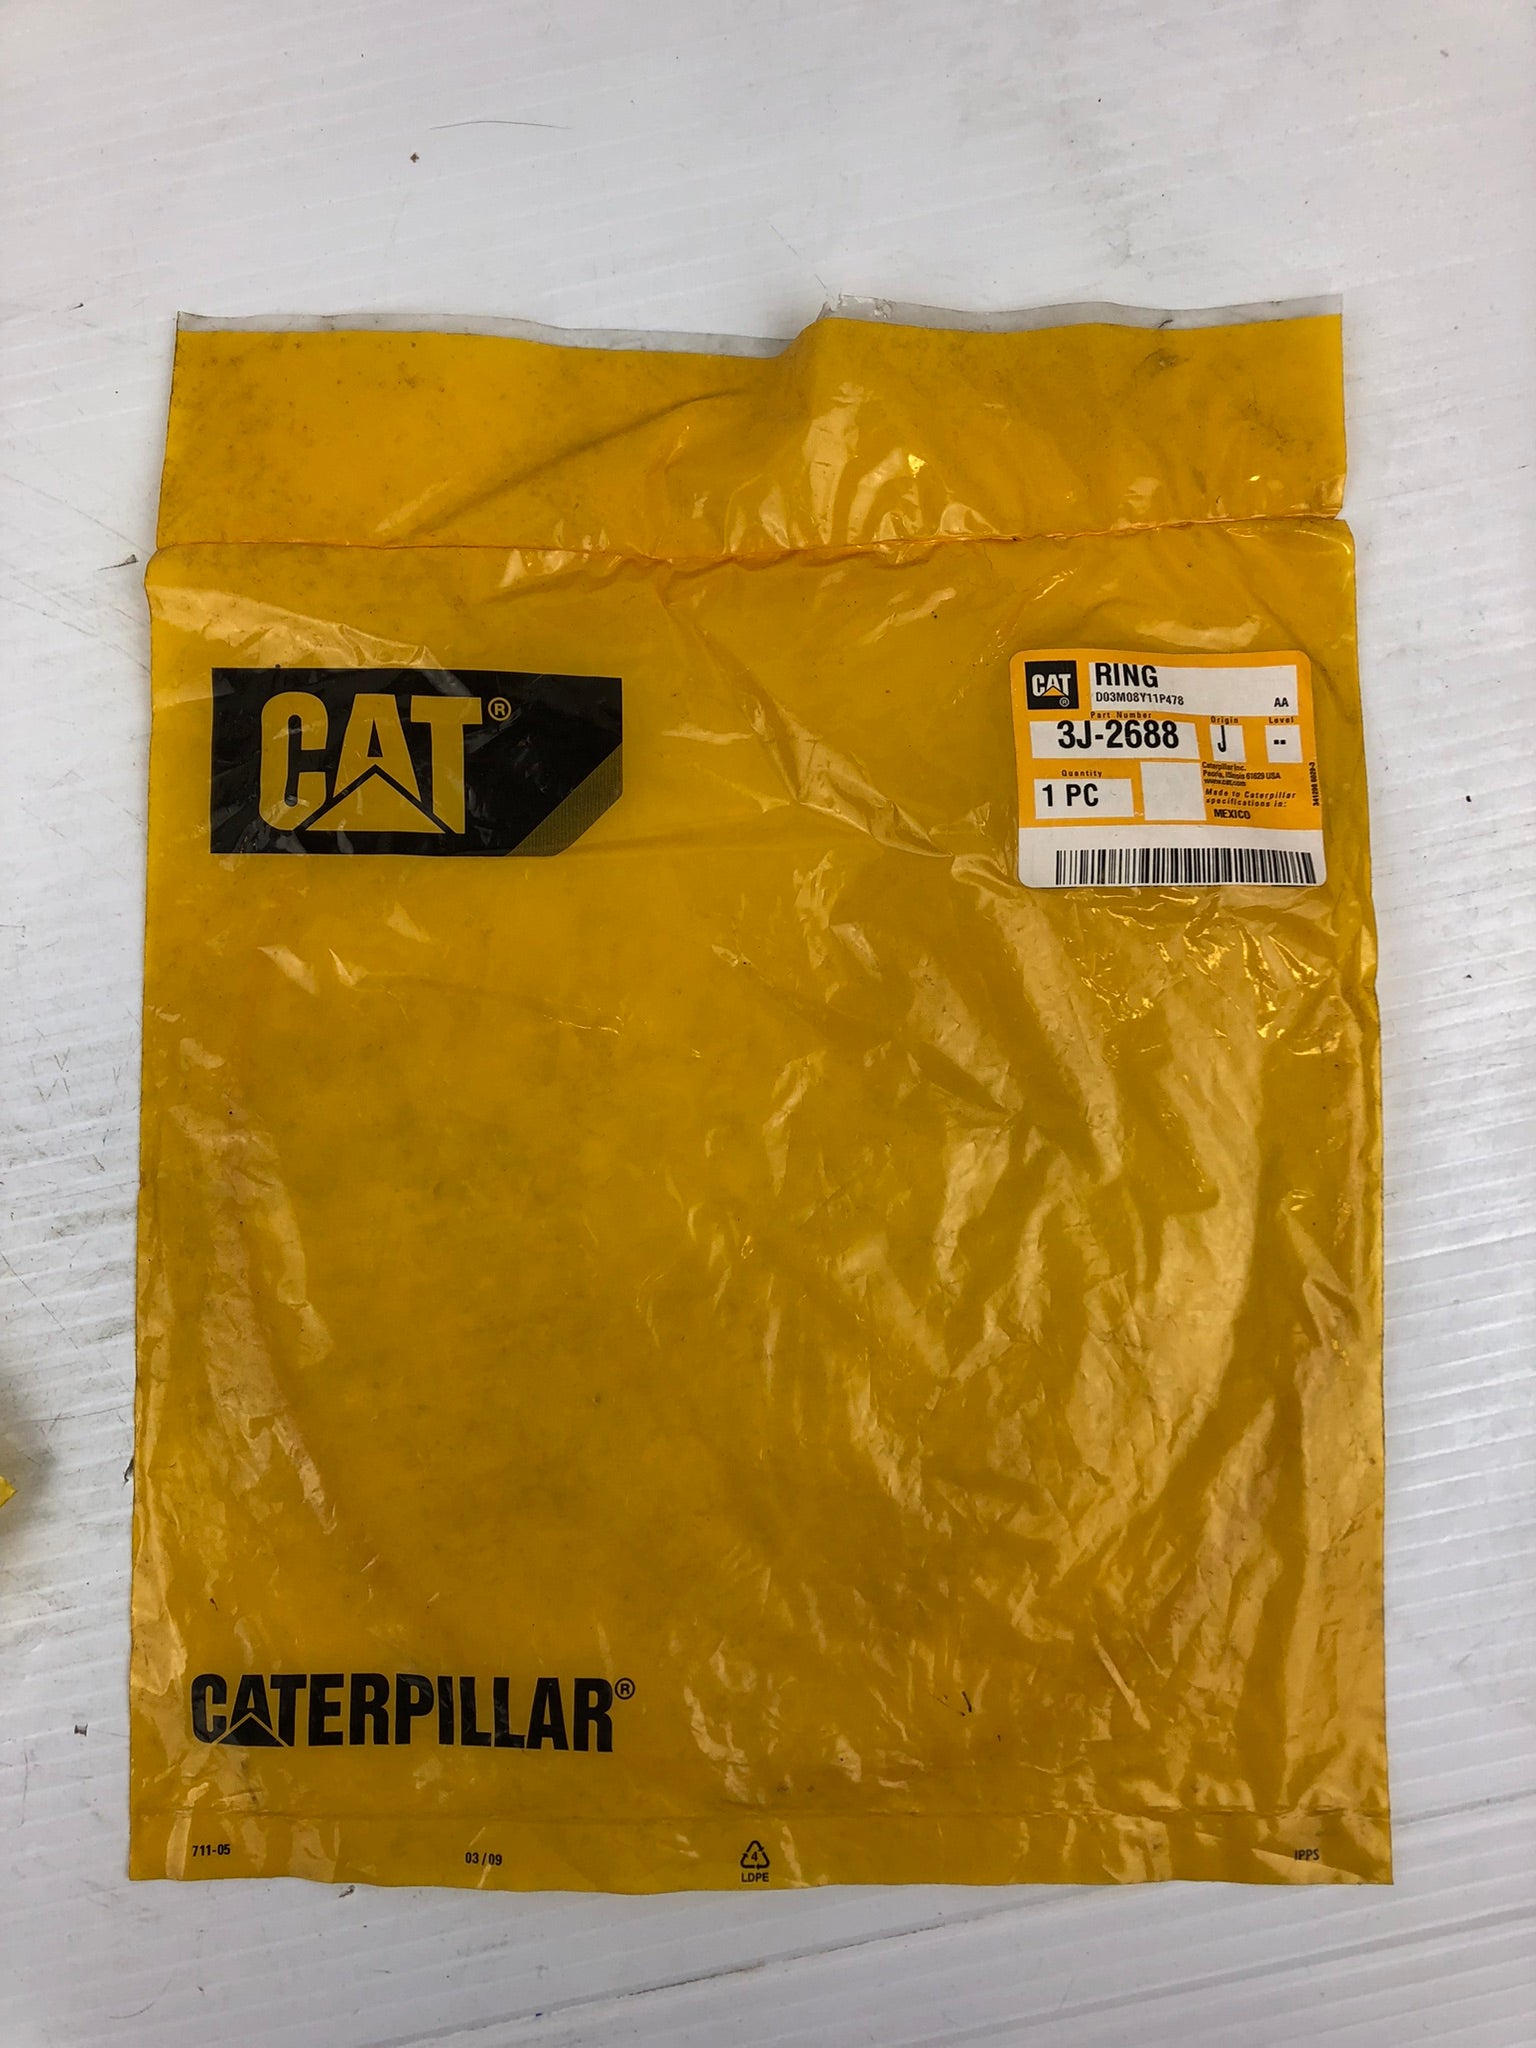 CAT®
CAT
®
RING
D03M08Y11P478
AA
Part Number
Origin
Level
3J-2688
J
--
Quantity
1 PC
Caterpillar Inc.
Peoria, Illinois 61629 USA
www.cat.com
Made to Caterpillar
specifications in:
MEXICO
CATERPILLAR®
711-05
03/09
4
LDPE
IPPS